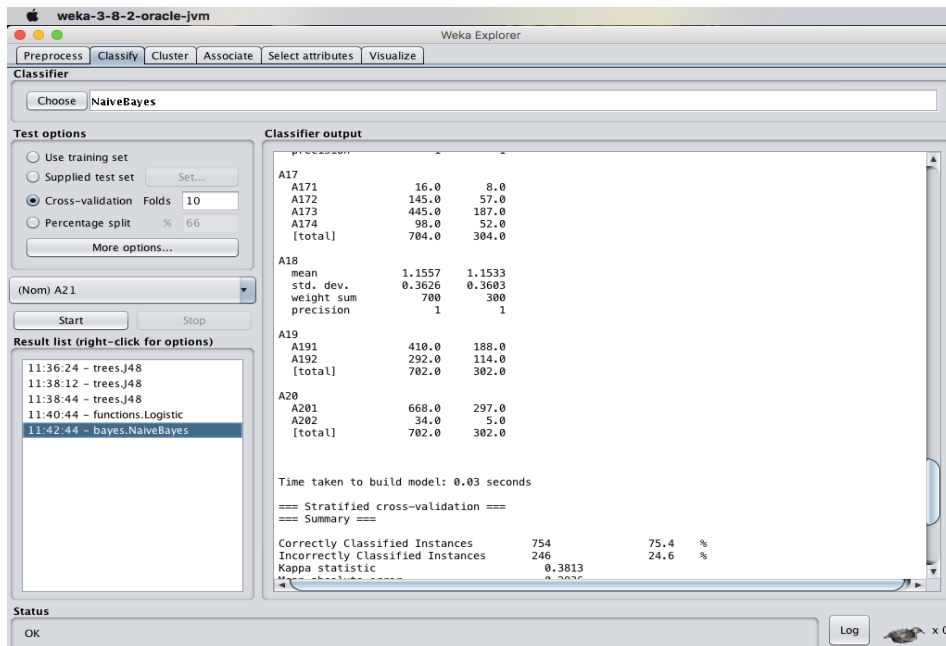 weka-3-8-2-oracle-jvm
Weka Explorer
Preprocess Classify Cluster Associate Select attributes Visualize
Classifier
Choose NaiveBayes
Test options
Use training set
Supplied test set Set...
Cross-validation Folds 10
Percentage split % 66
More options...
(Nom) A21
Start Stop
Result list (right-click for options)
11:36:24 - trees.J48
11:38:12 - trees.J48
11:38:44 - trees.J48
11:40:44 - functions.Logistic
11:42:44 - bayes.NaiveBayes
Classifier output
precision 1 1
A17
A171 16.0 8.0
A172 145.0 57.0
A173 445.0 187.0
A174 98.0 52.0
[total] 704.0 304.0
A18
mean 1.1557 1.1533
std. dev. 0.3626 0.3603
weight sum 700 300
precision 1 1
A19
A191 410.0 188.0
A192 292.0 114.0
[total] 702.0 302.0
A20
A201 668.0 297.0
A202 34.0 5.0
[total] 702.0 302.0
Time taken to build model: 0.03 seconds
=== Stratified cross-validation ===
=== Summary ===
Correctly Classified Instances 754 75.4 %
Incorrectly Classified Instances 246 24.6 %
Kappa statistic 0.3813
Mean absolute error
Status
OK
Log
x 0